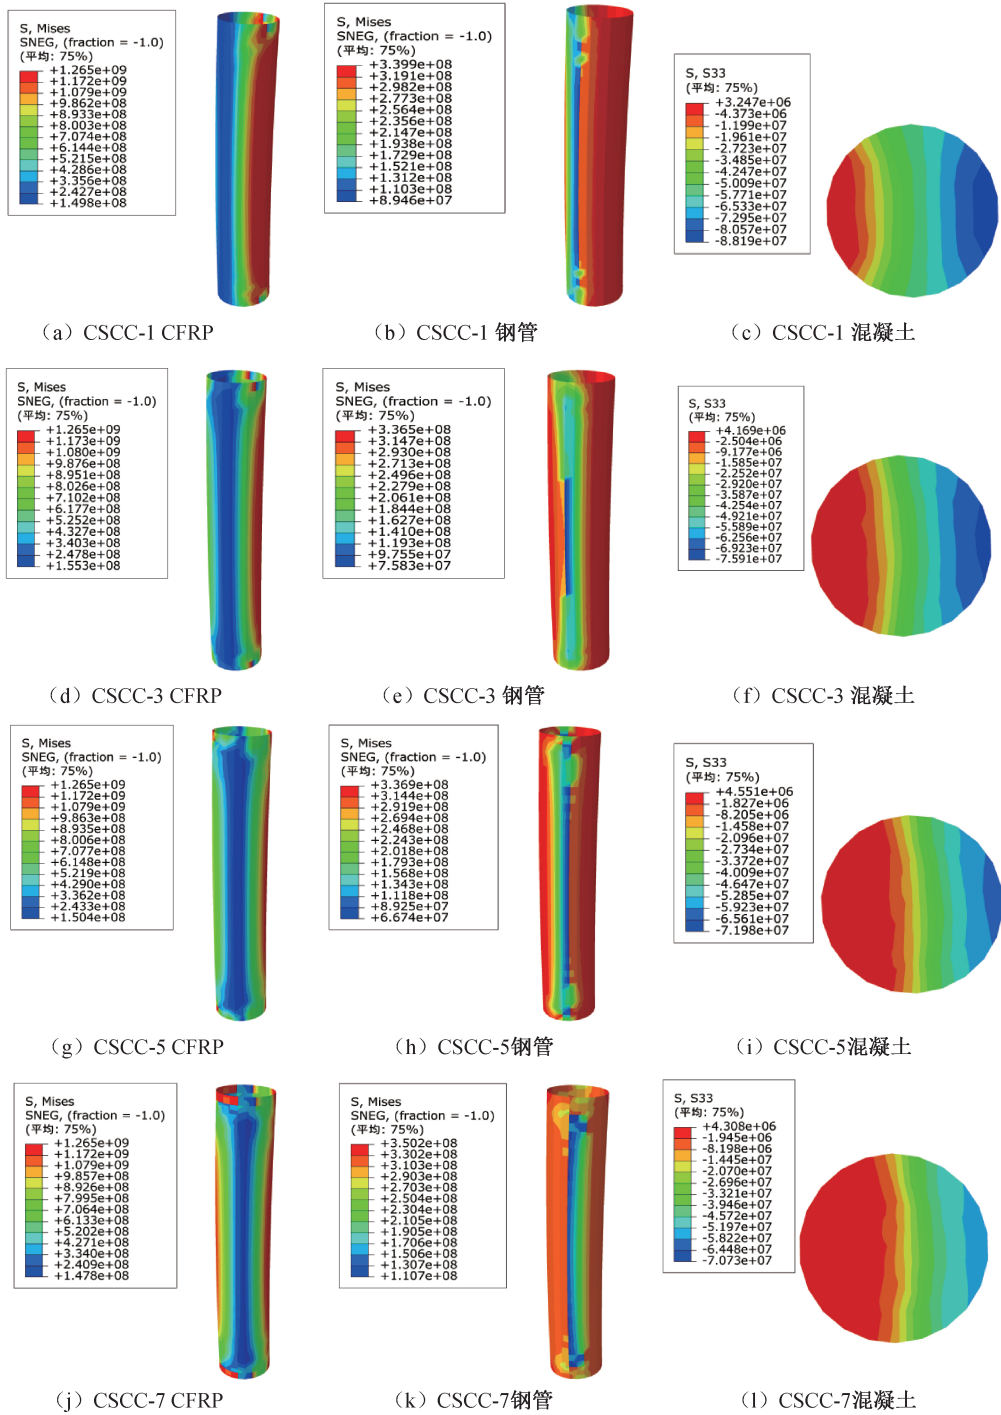 S, Mises
SNEG, (fraction = -1.0)
(平均: 75%)
+1.265e+09
+1.172e+09
+1.079e+09
+9.862e+08
+8.933e+08
+8.003e+08
+7.074e+08
+6.144e+08
+5.215e+08
+4.286e+08
+3.356e+08
+2.427e+08
+1.498e+08
S, Mises
SNEG, (fraction = -1.0)
(平均: 75%)
+3.399e+08
+3.191e+08
+2.982e+08
+2.773e+08
+2.564e+08
+2.356e+08
+2.147e+08
+1.938e+08
+1.729e+08
+1.521e+08
+1.312e+08
+1.103e+08
+8.946e+07
S, S33
(平均: 75%)
+3.247e+06
-4.373e+06
-1.199e+07
-1.961e+07
-2.723e+07
-3.485e+07
-4.247e+07
-5.009e+07
-5.771e+07
-6.533e+07
-7.295e+07
-8.057e+07
-8.819e+07
（a）CSCC-1 CFRP
（b）CSCC-1 钢管
（c）CSCC-1 混凝土
S, Mises
SNEG, (fraction = -1.0)
(平均: 75%)
+1.265e+09
+1.173e+09
+1.080e+09
+9.876e+08
+8.951e+08
+8.026e+08
+7.102e+08
+6.177e+08
+5.252e+08
+4.327e+08
+3.403e+08
+2.478e+08
+1.553e+08
S, Mises
SNEG, (fraction = -1.0)
(平均: 75%)
+3.365e+08
+3.147e+08
+2.930e+08
+2.713e+08
+2.496e+08
+2.279e+08
+2.061e+08
+1.844e+08
+1.627e+08
+1.410e+08
+1.193e+08
+9.755e+07
+7.583e+07
S, S33
(平均: 75%)
+4.169e+06
-2.504e+06
-9.177e+06
-1.585e+07
-2.252e+07
-2.920e+07
-3.587e+07
-4.254e+07
-4.921e+07
-5.589e+07
-6.256e+07
-6.923e+07
-7.591e+07
（d）CSCC-3 CFRP
（e）CSCC-3 钢管
（f）CSCC-3 混凝土
S, Mises
SNEG, (fraction = -1.0)
(平均: 75%)
+1.265e+09
+1.172e+09
+1.079e+09
+9.863e+08
+8.935e+08
+8.006e+08
+7.077e+08
+6.148e+08
+5.219e+08
+4.290e+08
+3.362e+08
+2.433e+08
+1.504e+08
S, Mises
SNEG, (fraction = -1.0)
(平均: 75%)
+3.369e+08
+3.144e+08
+2.919e+08
+2.694e+08
+2.468e+08
+2.243e+08
+2.018e+08
+1.793e+08
+1.568e+08
+1.343e+08
+1.118e+08
+8.925e+07
+6.674e+07
S, S33
(平均: 75%)
+4.551e+06
-1.827e+06
-8.205e+06
-1.458e+07
-2.096e+07
-2.734e+07
-3.372e+07
-4.009e+07
-4.647e+07
-5.285e+07
-5.923e+07
-6.561e+07
-7.198e+07
（g）CSCC-5 CFRP
（h）CSCC-5钢管
（i）CSCC-5混凝土
S, Mises
SNEG, (fraction = -1.0)
(平均: 75%)
+1.265e+09
+1.172e+09
+1.079e+09
+9.857e+08
+8.926e+08
+7.995e+08
+7.064e+08
+6.133e+08
+5.202e+08
+4.271e+08
+3.340e+08
+2.409e+08
+1.478e+08
S, Mises
SNEG, (fraction = -1.0)
(平均: 75%)
+3.502e+08
+3.302e+08
+3.103e+08
+2.903e+08
+2.703e+08
+2.504e+08
+2.304e+08
+2.105e+08
+1.905e+08
+1.706e+08
+1.506e+08
+1.307e+08
+1.107e+08
S, S33
(平均: 75%)
+4.308e+06
-1.945e+06
-8.198e+06
-1.445e+07
-2.070e+07
-2.696e+07
-3.321e+07
-3.946e+07
-4.572e+07
-5.197e+07
-5.822e+07
-6.448e+07
-7.073e+07
（j）CSCC-7 CFRP
（k）CSCC-7钢管
（l）CSCC-7混凝土